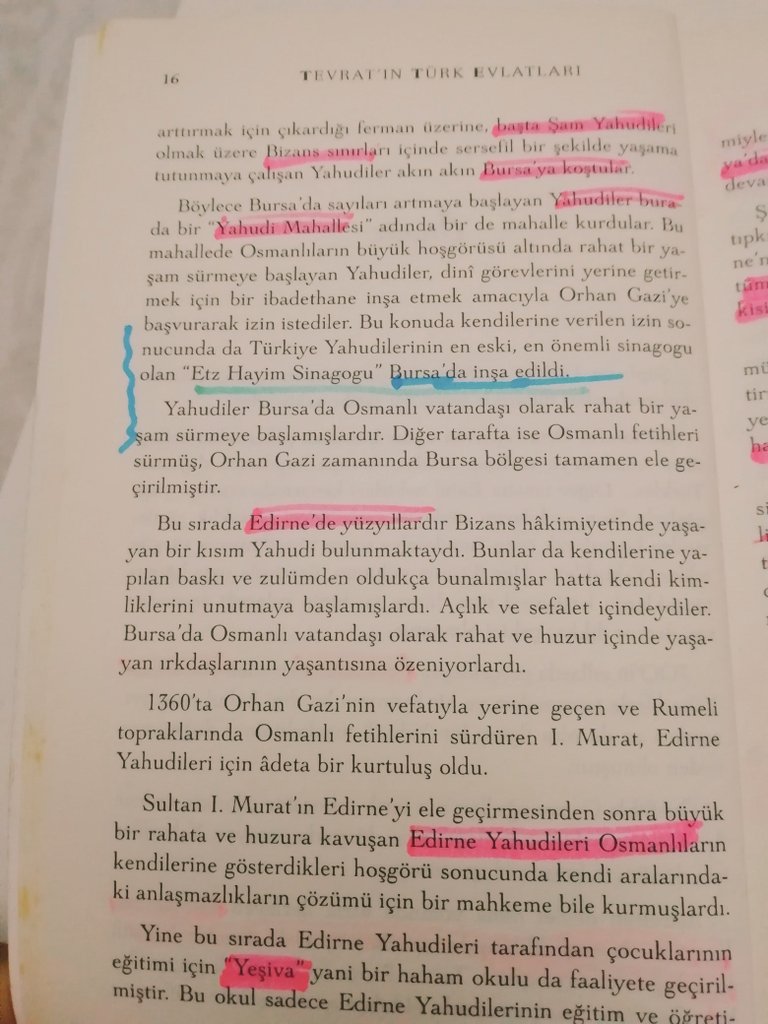 16
TEVRAT'IN TÜRK EVLATLARI
arttırmak için çıkardığı ferman üzerine, başta Şam Yahudileri
olmak üzere Bizans sınırları içinde sersefil bir şekilde yaşama
tutunmaya çalışan Yahudiler akın akın Bursa'ya koştular.
Böylece Bursa'da sayıları artmaya başlayan Yahudiler bura-
da bir “Yahudi Mahallesi” adında bir de mahalle kurdular. Bu
mahallede Osmanlıların büyük hoşgörüsü altında rahat bir ya-
şam sürmeye başlayan Yahudiler, dinî görevlerini yerine getir-
mek için bir ibadethane inşa etmek amacıyla Orhan Gazi'ye
başvurarak izin istediler. Bu konuda kendilerine verilen izin so-
nucunda da Türkiye Yahudilerinin en eski, en önemli sinagogu
olan “Etz Hayim Sinagogu” Bursa'da inşa edildi.
Yahudiler Bursa'da Osmanlı vatandaşı olarak rahat bir ya-
şam sürmeye başlamışlardır. Diğer tarafta ise Osmanlı fetihleri
sürmüş, Orhan Gazi zamanında Bursa bölgesi tamamen ele ge-
çirilmiştir.
Bu sırada Edirne'de yüzyıllardır Bizans hâkimiyetinde yaşa-
yan bir kısım Yahudi bulunmaktaydı. Bunlar da kendilerine ya-
pılan baskı ve zulümden oldukça bunalmışlar hatta kendi kim-
liklerini unutmaya başlamışlardı. Açlık ve sefalet içindeydiler.
Bursa'da Osmanlı vatandaşı olarak rahat ve huzur içinde yaşa-
yan ırkdaşlarının yaşantısına özeniyorlardı.
1360'ta Orhan Gazi'nin vefatıyla yerine geçen ve Rumeli
topraklarında Osmanlı fetihlerini sürdüren I. Murat, Edirne
Yahudileri için âdeta bir kurtuluş oldu.
Sultan I. Murat'ın Edirne'yi ele geçirmesinden sonra büyük
bir rahata ve huzura kavuşan Edirne Yahudileri Osmanlıların
kendilerine gösterdikleri hoşgörü sonucunda kendi aralarında-
ki anlaşmazlıkların çözümü için bir mahkeme bile kurmuşlardı.
Yine bu sırada Edirne Yahudileri tarafından çocuklarının
eğitimi için “Yeşiva” yani bir haham okulu da faaliyete geçiril-
miştir. Bu okul sadece Edirne Yahudilerinin eğitim ve öğreti-